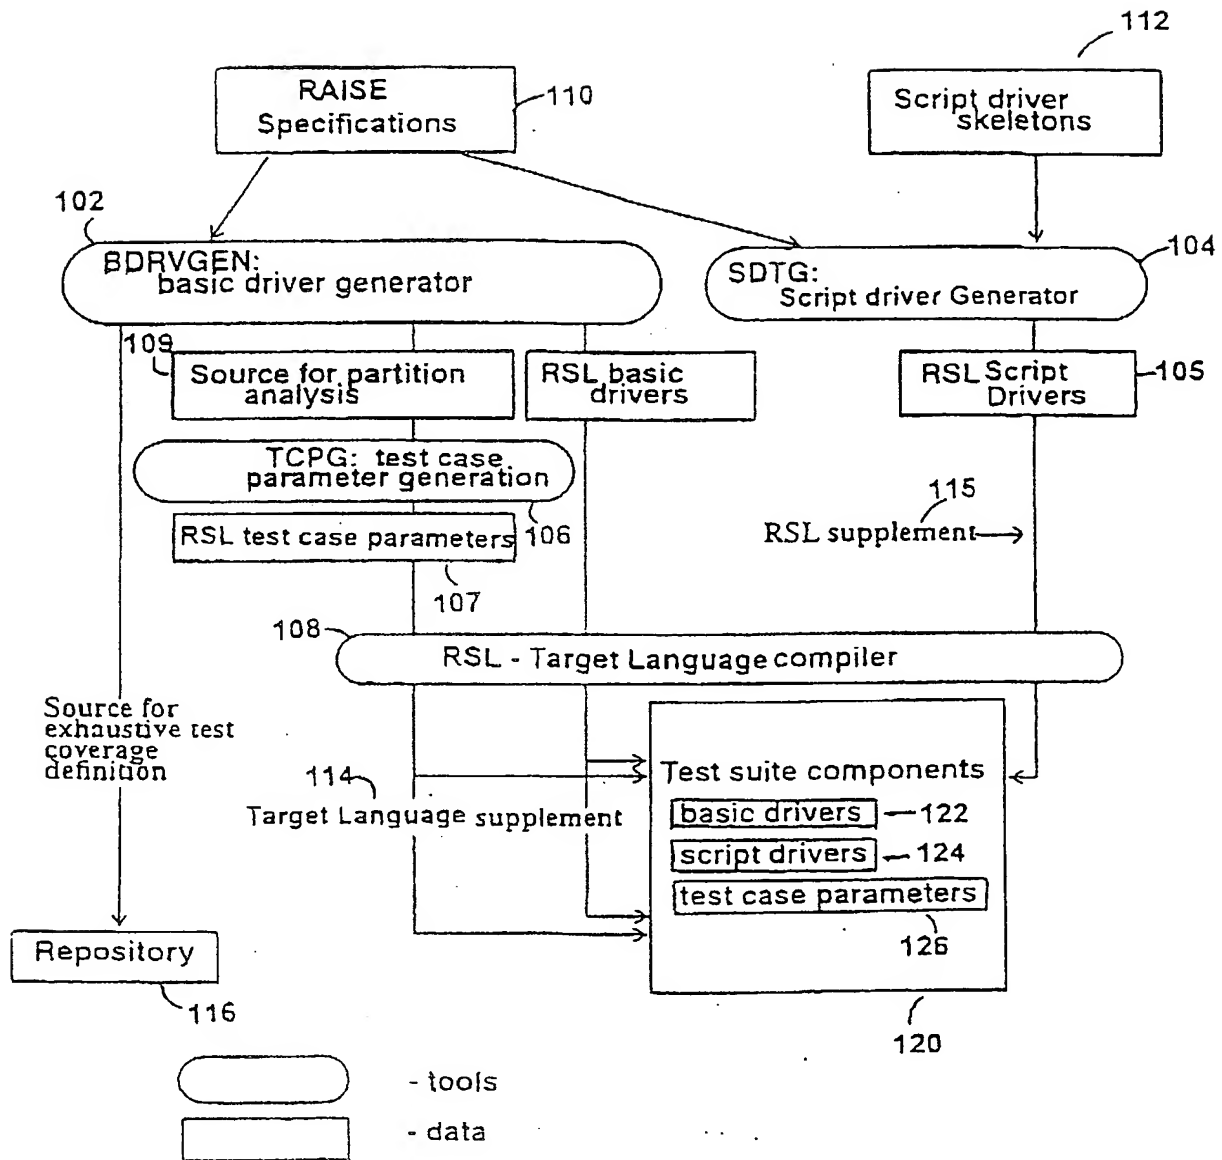 112
RAISE
Specifications
110
Script driver
skeletons
102
BDRVGEN:
basic driver generator
SDTG:
Script driver Generator
104
109
Source for partition
analysis
RSL basic
drivers
RSL Script
Drivers
105
TCPG: test case
parameter generation
106
RSL test case parameters
107
115
RSL supplement
108
RSL - Target Language compiler
Source for
exhaustive test
coverage
definition
114
Target Language supplement
Test suite components
basic drivers
122
script drivers
124
test case parameters
126
Repository
116
120
- tools
- data